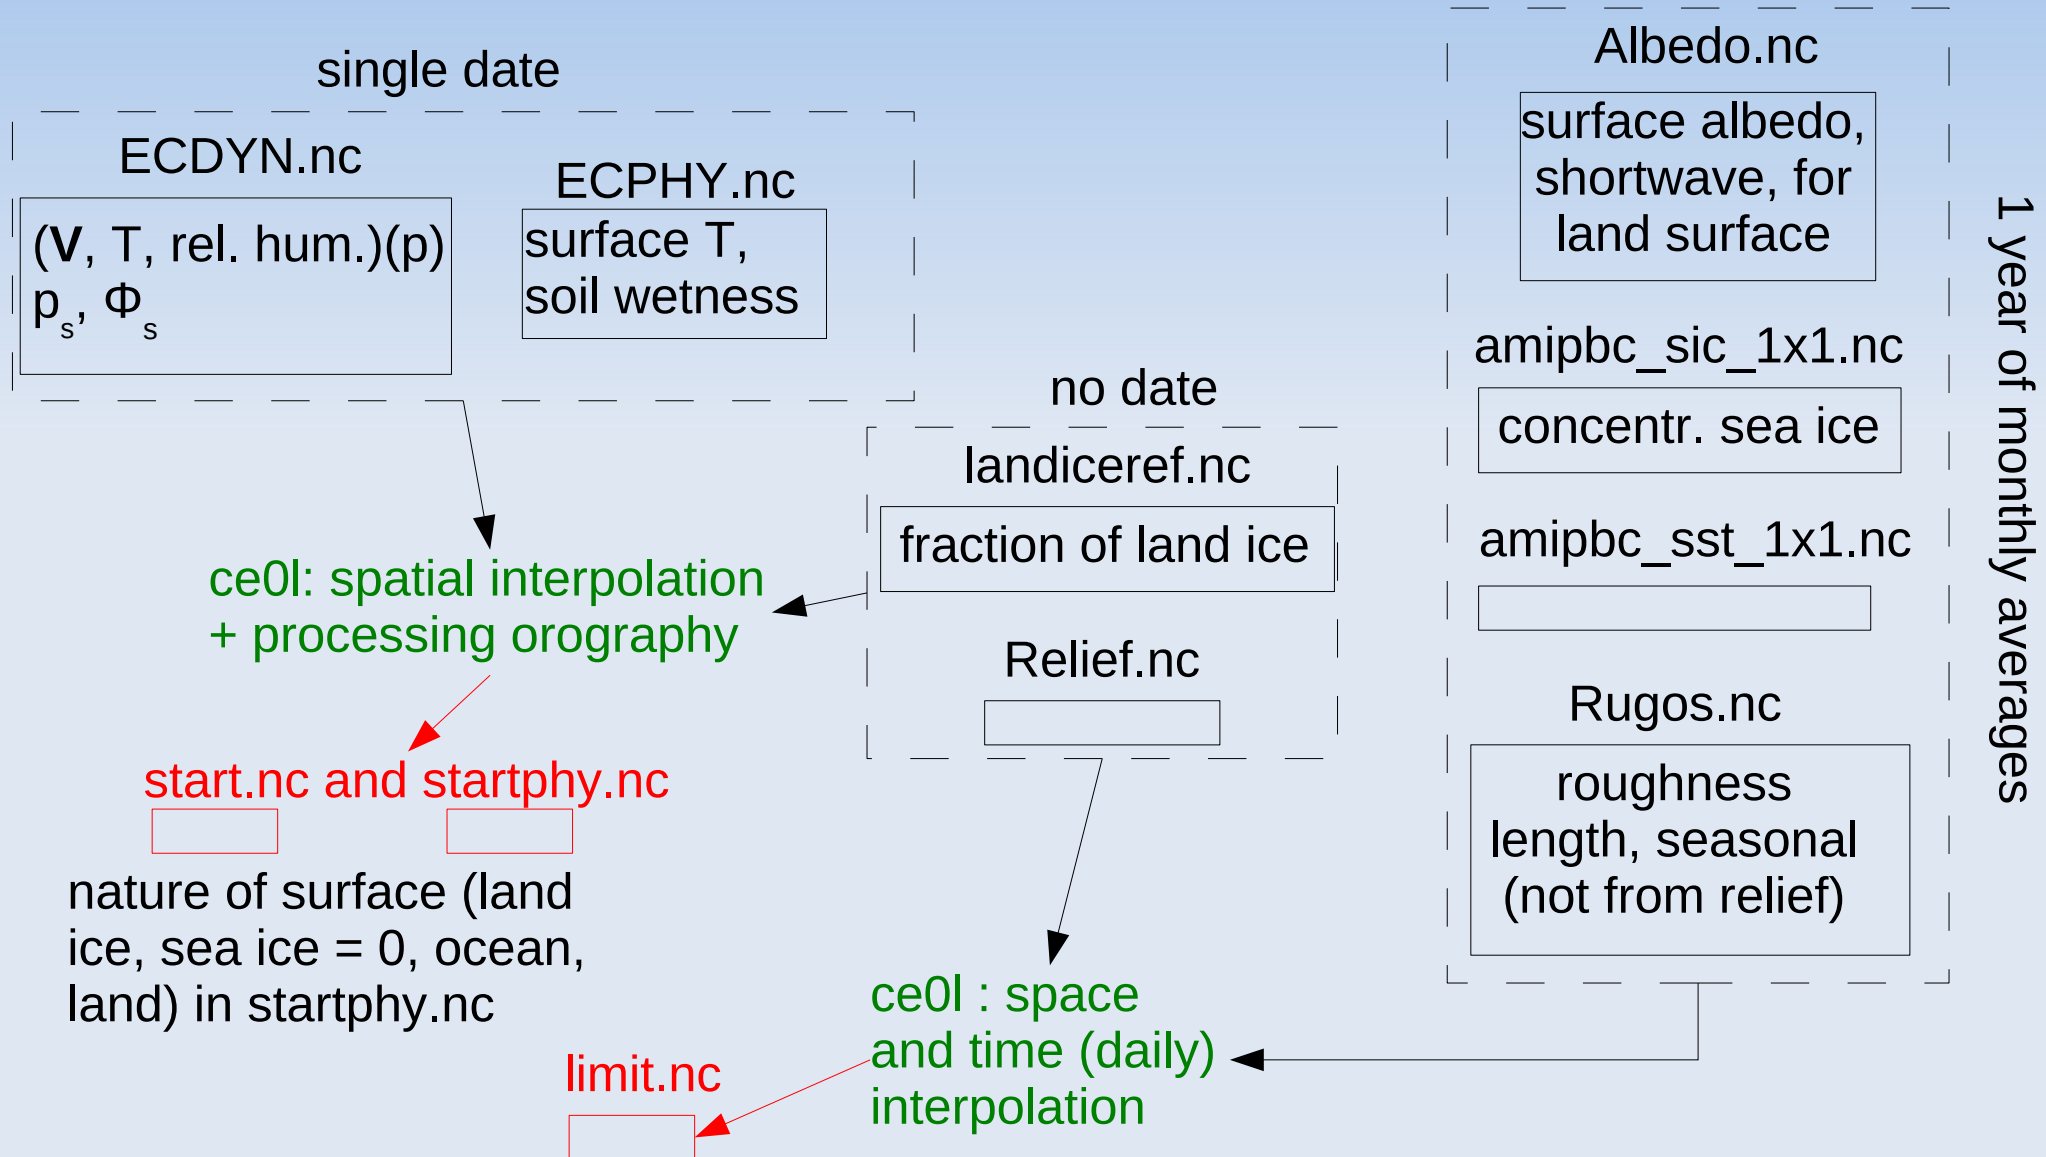 single date
ECDYN.nc
(V, T, rel. hum.)(p)
ps, Φs
ECPHY.nc
surface T,
soil wetness
no date
landiceref.nc
fraction of land ice
Relief.nc
Albedo.nc
surface albedo,
shortwave, for
land surface
amipbc_sic_1x1.nc
concentr. sea ice
amipbc_sst_1x1.nc
Rugos.nc
roughness
length, seasonal
(not from relief)
1 year of monthly averages
ce0l: spatial interpolation
+ processing orography
start.nc and startphy.nc
nature of surface (land
ice, sea ice = 0, ocean,
land) in startphy.nc
ce0l : space
and time (daily)
interpolation
limit.nc